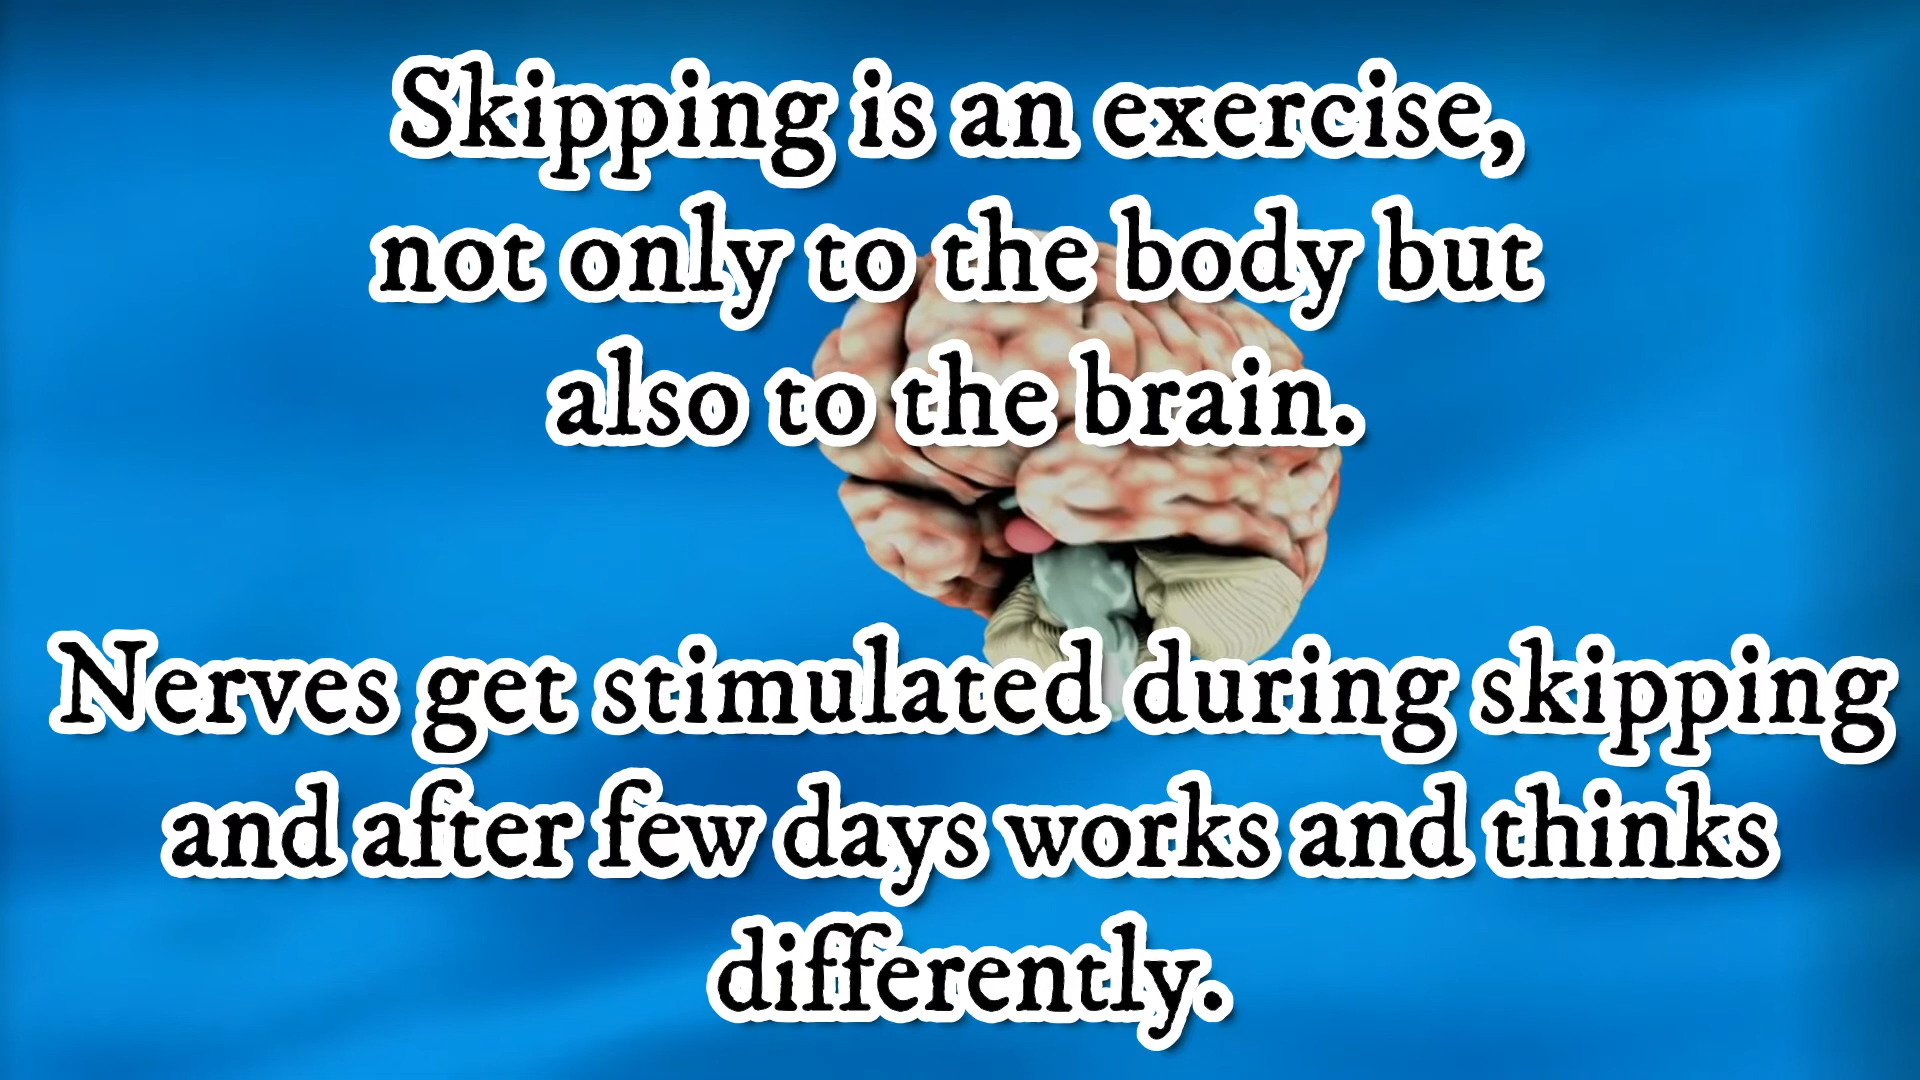 Skipping is an exercise,
not only to the body but
also to the brain.
Nerves get stimulated during skipping
and after few days works and thinks
differently.